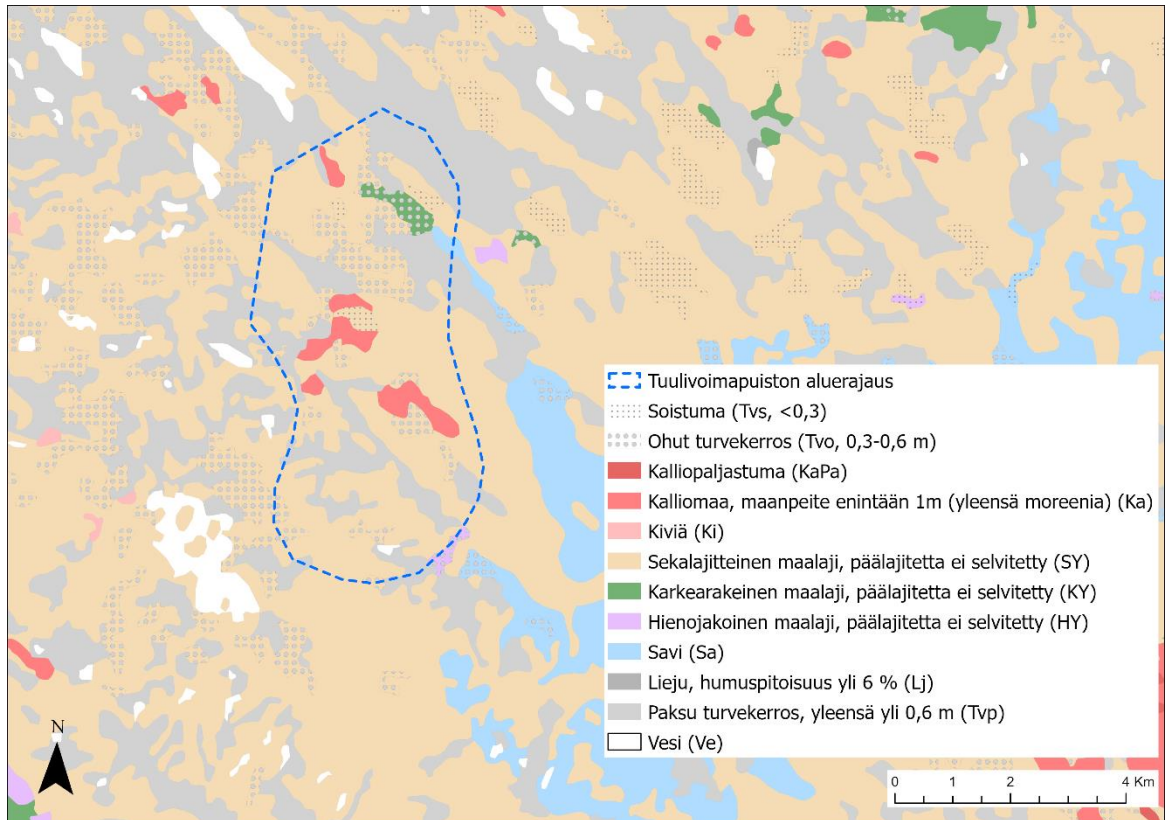 Tuulivoimapuiston aluerajaus
Soistuma (Tvs, <0,3)
Ohut turvekerros (Tvo, 0,3-0,6 m)
Kalliopaljastuma (KaPa)
Kalliomaa, maanpeite enintään 1m (yleensä moreenia) (Ka)
Kiviä (Ki)
Sekalajitteinen maalaji, päälajitetta ei selvitetty (SY)
Karkearakeinen maalaji, päälajitetta ei selvitetty (KY)
Hienojakoinen maalaji, päälajitetta ei selvitetty (HY)
Savi (Sa)
Lieju, humuspitoisuus yli 6 % (Lj)
Paksu turvekerros, yleensä yli 0,6 m (Tvp)
Vesi (Ve)
N
0 1 2 4 Km